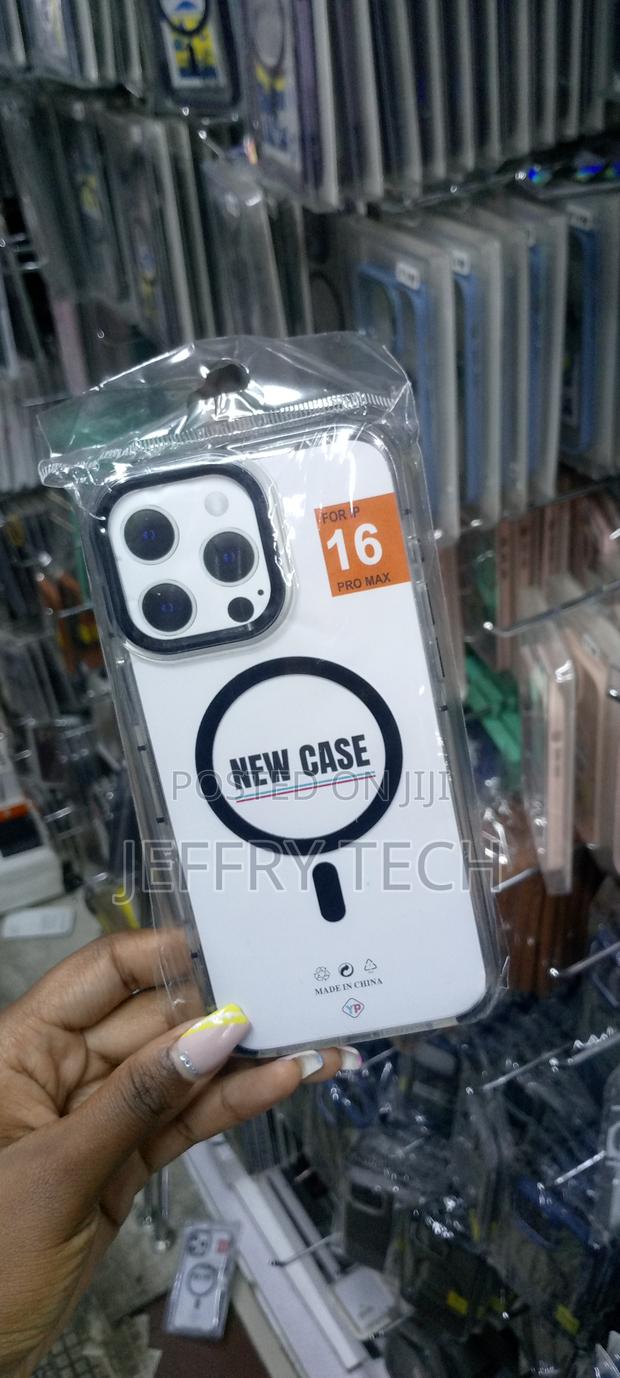 FOR IP
16
PRO MAX
NEW CASE
POSTED ON JIJI
JEFFRY TECH
MADE IN CHINA
YP